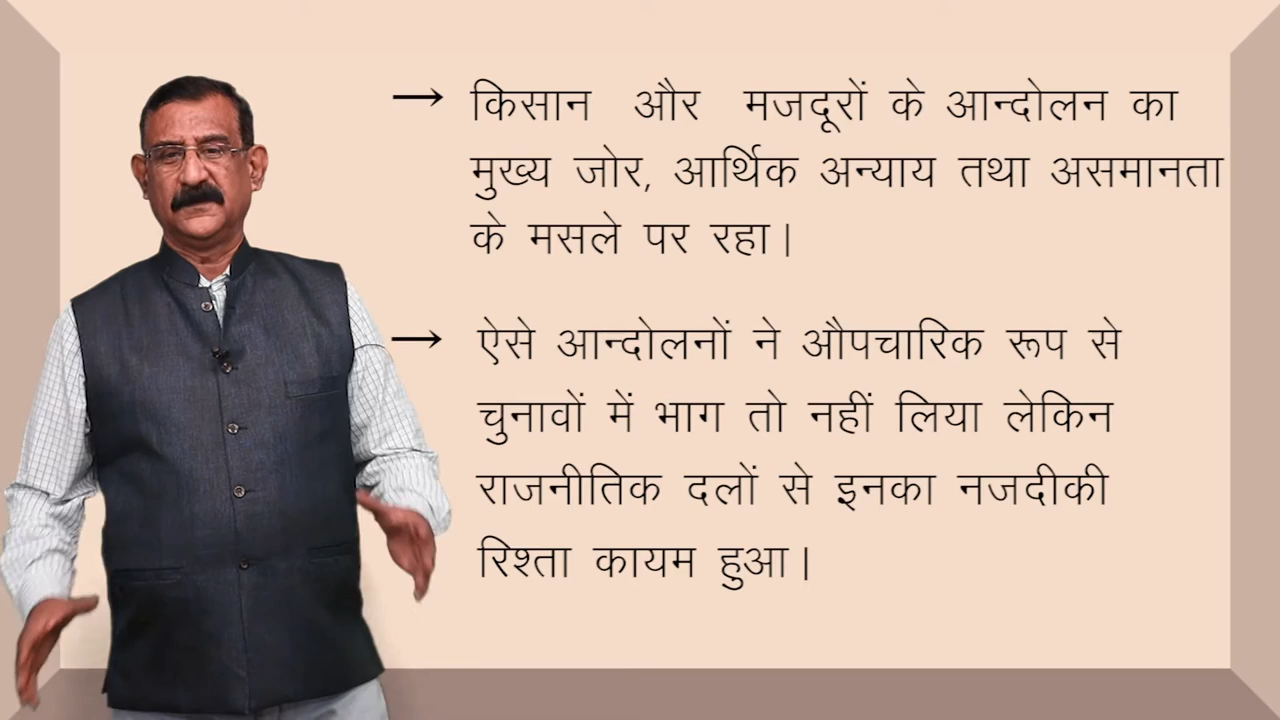 → किसान और मजदूरों के आन्दोलन का
मुख्य जोर, आर्थिक अन्याय तथा असमानता
के मसले पर रहा।
→ ऐसे आन्दोलनों ने औपचारिक रूप से
चुनावों में भाग तो नहीं लिया लेकिन
राजनीतिक दलों से इनका नजदीकी
रिश्ता कायम हुआ।